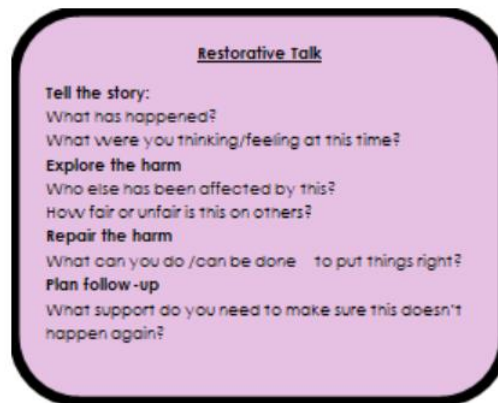 Restorative Talk
Tell the story:
What has happened?
What were you thinking/feeling at this time?
Explore the harm
Who else has been affected by this?
How fair or unfair is this on others?
Repair the harm
What can you do /can be done to put things right?
Plan follow-up
What support do you need to make sure this doesn't
happen again?